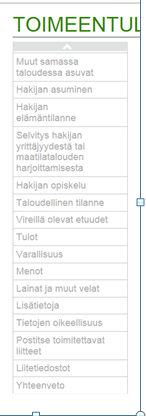 TOIMEENTUL
Muut samassa
taloudessa asuvat
Hakijan asuminen
Hakijan
elämäntilanne
Selvitys hakijan
yrittäjyydestä tai
maatilatalouden
harjoittamisesta
Hakijan opiskelu
Taloudellinen tilanne
Vireillä olevat etuudet
Tulot
Varallisuus
Menot
Lainat ja muut velat
Lisätietoja
Tietojen oikeellisuus
Postitse toimitettavat
liitteet
Liitetiedostot
Yhteenveto